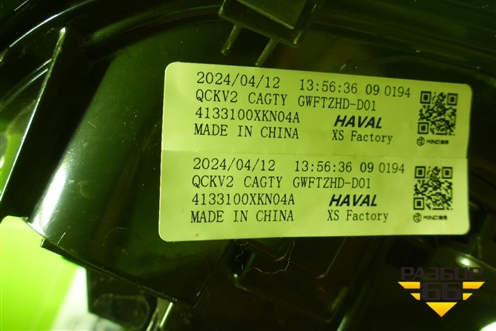 2024/04/12 13:56:36 09 0194
QCKV2 CAGTY GWFTZHD-D01
4133100XKN04A HAVAL
MADE IN CHINA XS Factory
MIND
2024/04/12 13:56:36 09 0194
QCKV2 CAGTY GWFTZHD-D01
4133100XKN04A HAVAL
MADE IN CHINA XS Factory
MIND
РАЗБОР
66